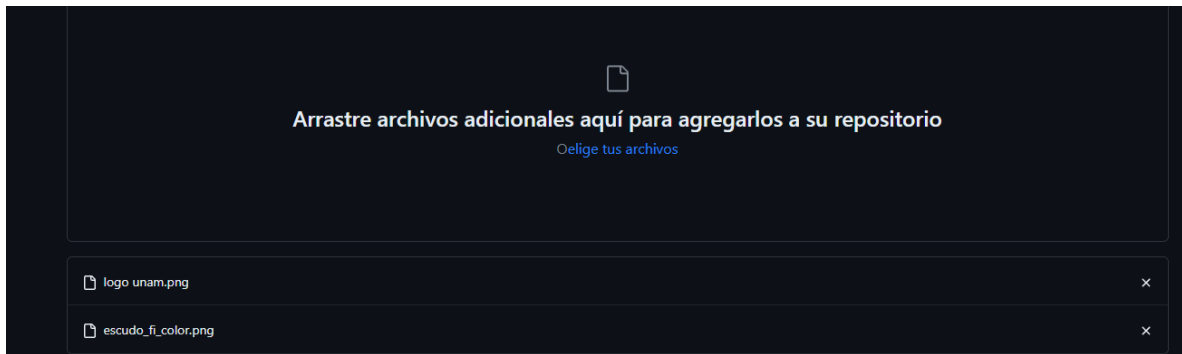 Arrastre archivos adicionales aquí para agregarlos a su repositorio
Oelige tus archivos
logo unam.png
escudo_fi_color.png